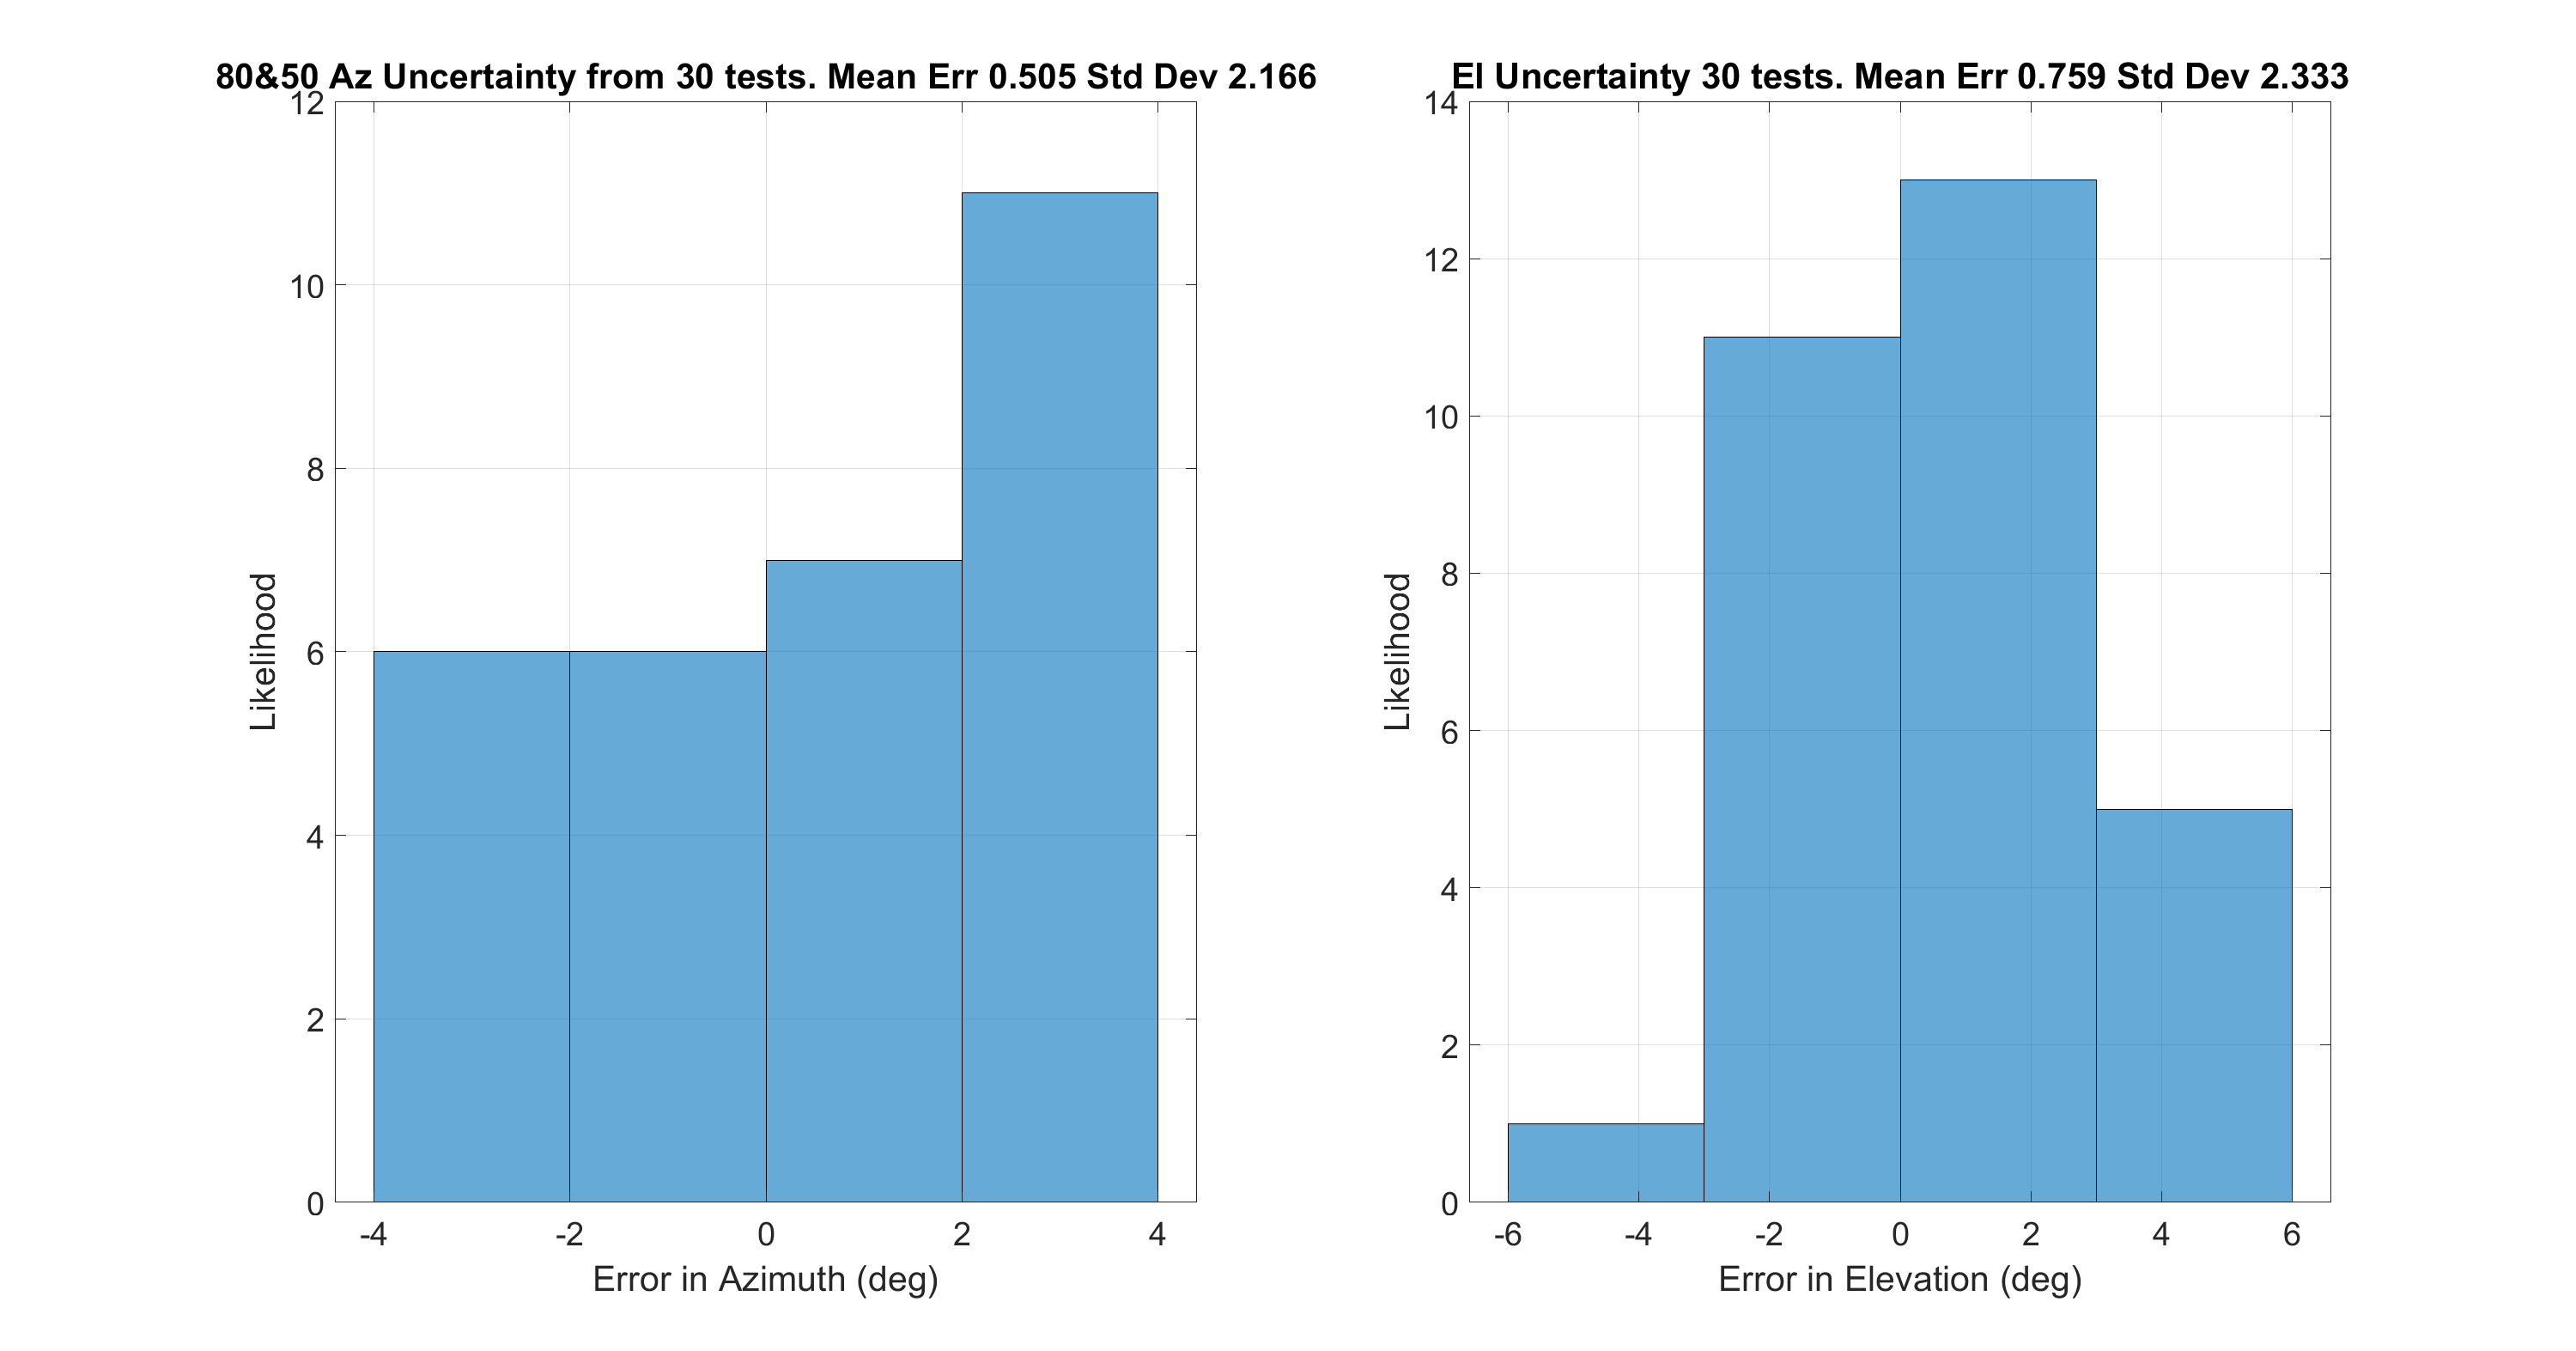 80&50 Az Uncertainty from 30 tests. Mean Err 0.505 Std Dev 2.166
12
10
8
6
4
2
0
Likelihood
-4 -2 0 2 4
Error in Azimuth (deg)
El Uncertainty 30 tests. Mean Err 0.759 Std Dev 2.333
14
12
10
8
6
4
2
0
Likelihood
-6 -4 -2 0 2 4 6
Error in Elevation (deg)